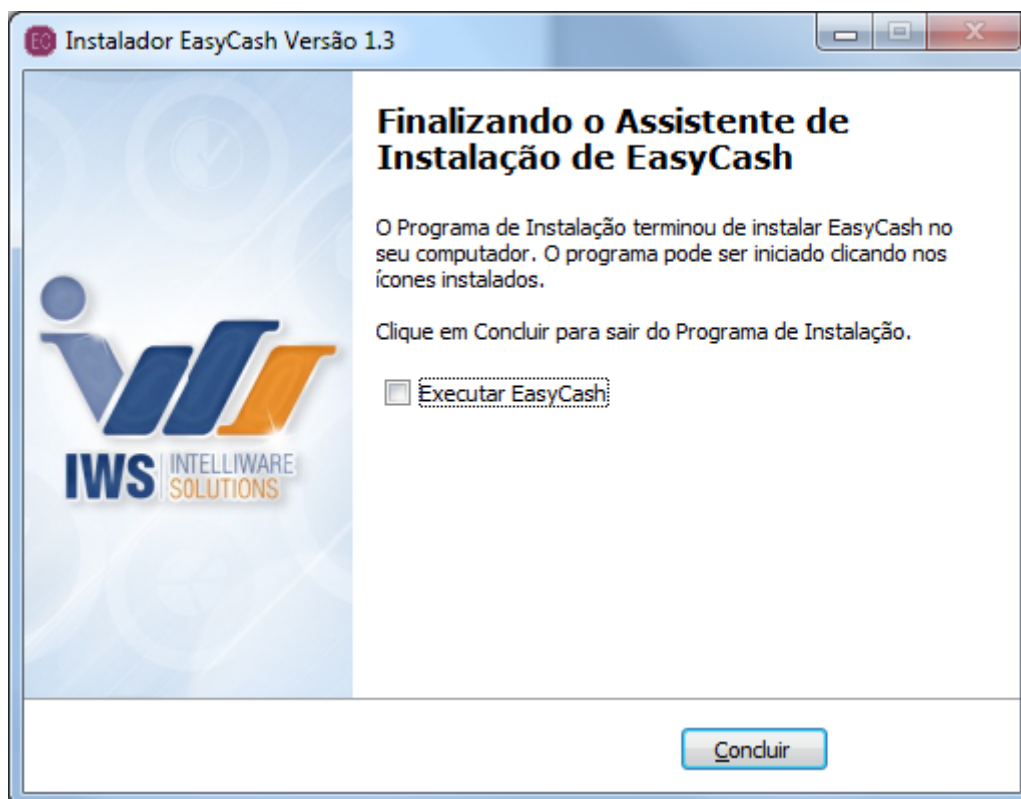 EC Instalador EasyCash Versão 1.3
Finalizando o Assistente de
Instalação de EasyCash
O Programa de Instalação terminou de instalar EasyCash no
seu computador. O programa pode ser iniciado clicando nos
ícones instalados.
Clique em Concluir para sair do Programa de Instalação.
Executar EasyCash
IWS INTELLIWARE
SOLUTIONS
Concluir